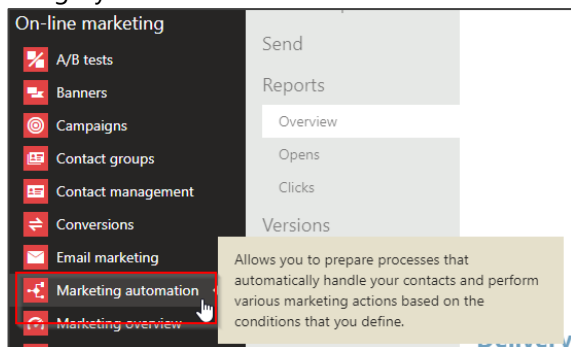 On-line marketing
A/B tests
Banners
Campaigns
Contact groups
Contact management
Conversions
Email marketing
Marketing automation
Marketing overview
Send
Reports
Overview
Opens
Clicks
Versions
Allows you to prepare processes that
automatically handle your contacts and perform
various marketing actions based on the
conditions that you define.